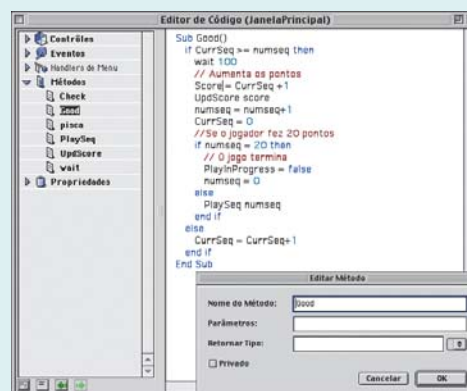 Editor de Código (JanelaPrincipal)
Contrôles
Eventos
Handlers de Menu
Métodos
Check
Good
pisca
PlaySeq
UpdScore
wait
Propriedades
Sub Good()
if CurrSeq >= numseq then
wait 100
// Aumenta os pontos
Score = CurrSeq +1
UpdScore score
numseq = numseq+1
CurrSeq = 0
//Se o jogador fez 20 pontos
if numseq = 20 then
// O jogo termina
PlayInProgress = false
numseq = 0
else
PlaySeq numseq
end if
else
CurrSeq = CurrSeq+1
end if
End Sub
Editar Método
Nome do Método: Good
Parâmetros:
Retornar Tipo:
Privado
Cancelar OK